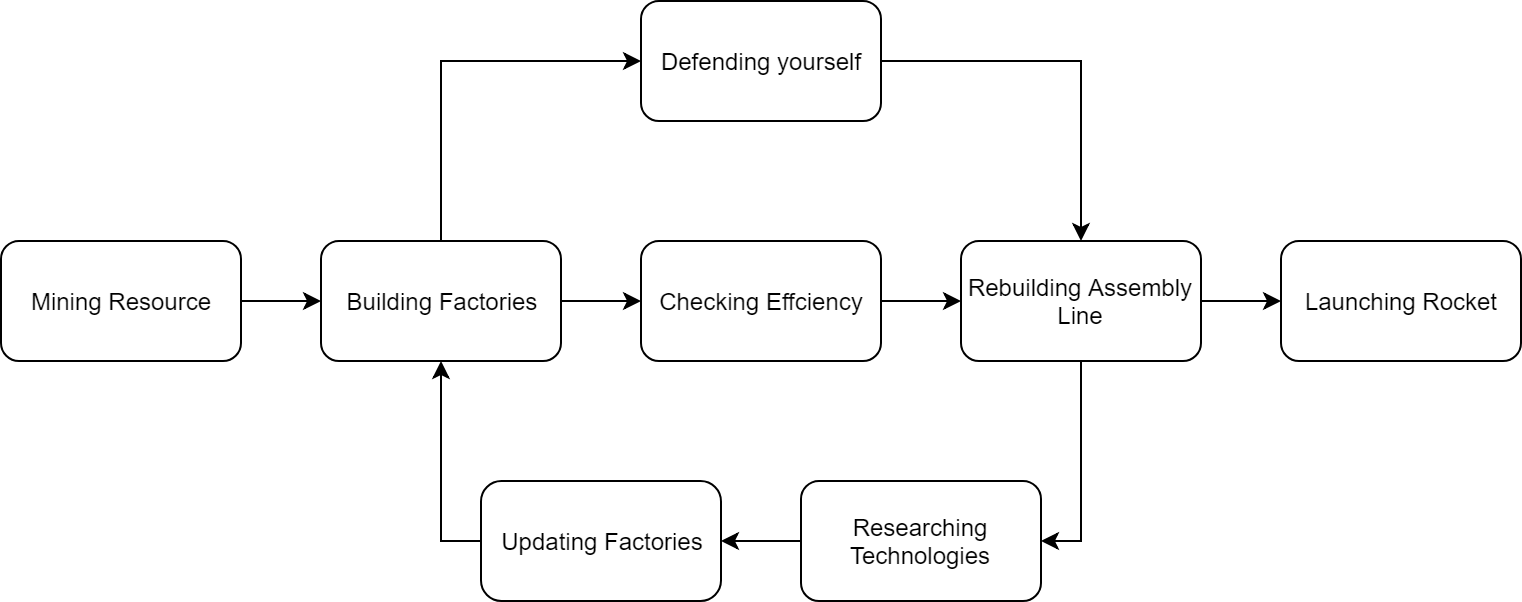 Defending yourself
Mining Resource
Building Factories
Checking Effciency
Rebuilding Assembly
Line
Launching Rocket
Updating Factories
Researching
Technologies